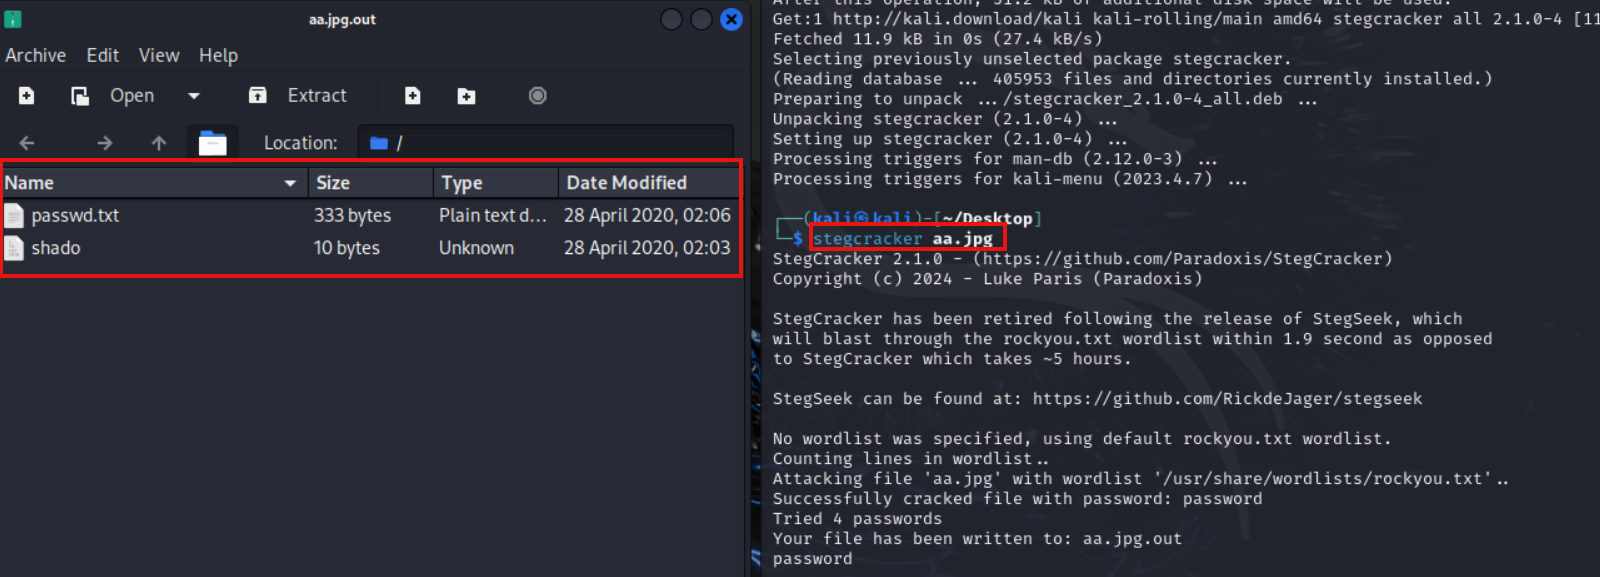 aa.jpg.out
Archive Edit View Help
Open Extract
Location: /
Name Size Type Date Modified
passwd.txt 333 bytes Plain text d... 28 April 2020, 02:06
shado 10 bytes Unknown 28 April 2020, 02:03
After this operation, 31.2 kB of additional disk space will be used.
Get:1 http://kali.download/kali kali-rolling/main amd64 stegcracker all 2.1.0-4 [11
Fetched 11.9 kB in 0s (27.4 kB/s)
Selecting previously unselected package stegcracker.
(Reading database ... 405953 files and directories currently installed.)
Preparing to unpack .../stegcracker_2.1.0-4_all.deb ...
Unpacking stegcracker (2.1.0-4) ...
Setting up stegcracker (2.1.0-4) ...
Processing triggers for man-db (2.12.0-3) ...
Processing triggers for kali-menu (2023.4.7) ...
┌──(kali㉿kali)-[~/Desktop]
└─$ stegcracker aa.jpg
StegCracker 2.1.0 - (https://github.com/Paradoxis/StegCracker)
Copyright (c) 2024 - Luke Paris (Paradoxis)
StegCracker has been retired following the release of StegSeek, which
will blast through the rockyou.txt wordlist within 1.9 second as opposed
to StegCracker which takes ~5 hours.
StegSeek can be found at: https://github.com/RickdeJager/stegseek
No wordlist was specified, using default rockyou.txt wordlist.
Counting lines in wordlist..
Attacking file 'aa.jpg' with wordlist '/usr/share/wordlists/rockyou.txt'..
Successfully cracked file with password: password
Tried 4 passwords
Your file has been written to: aa.jpg.out
password